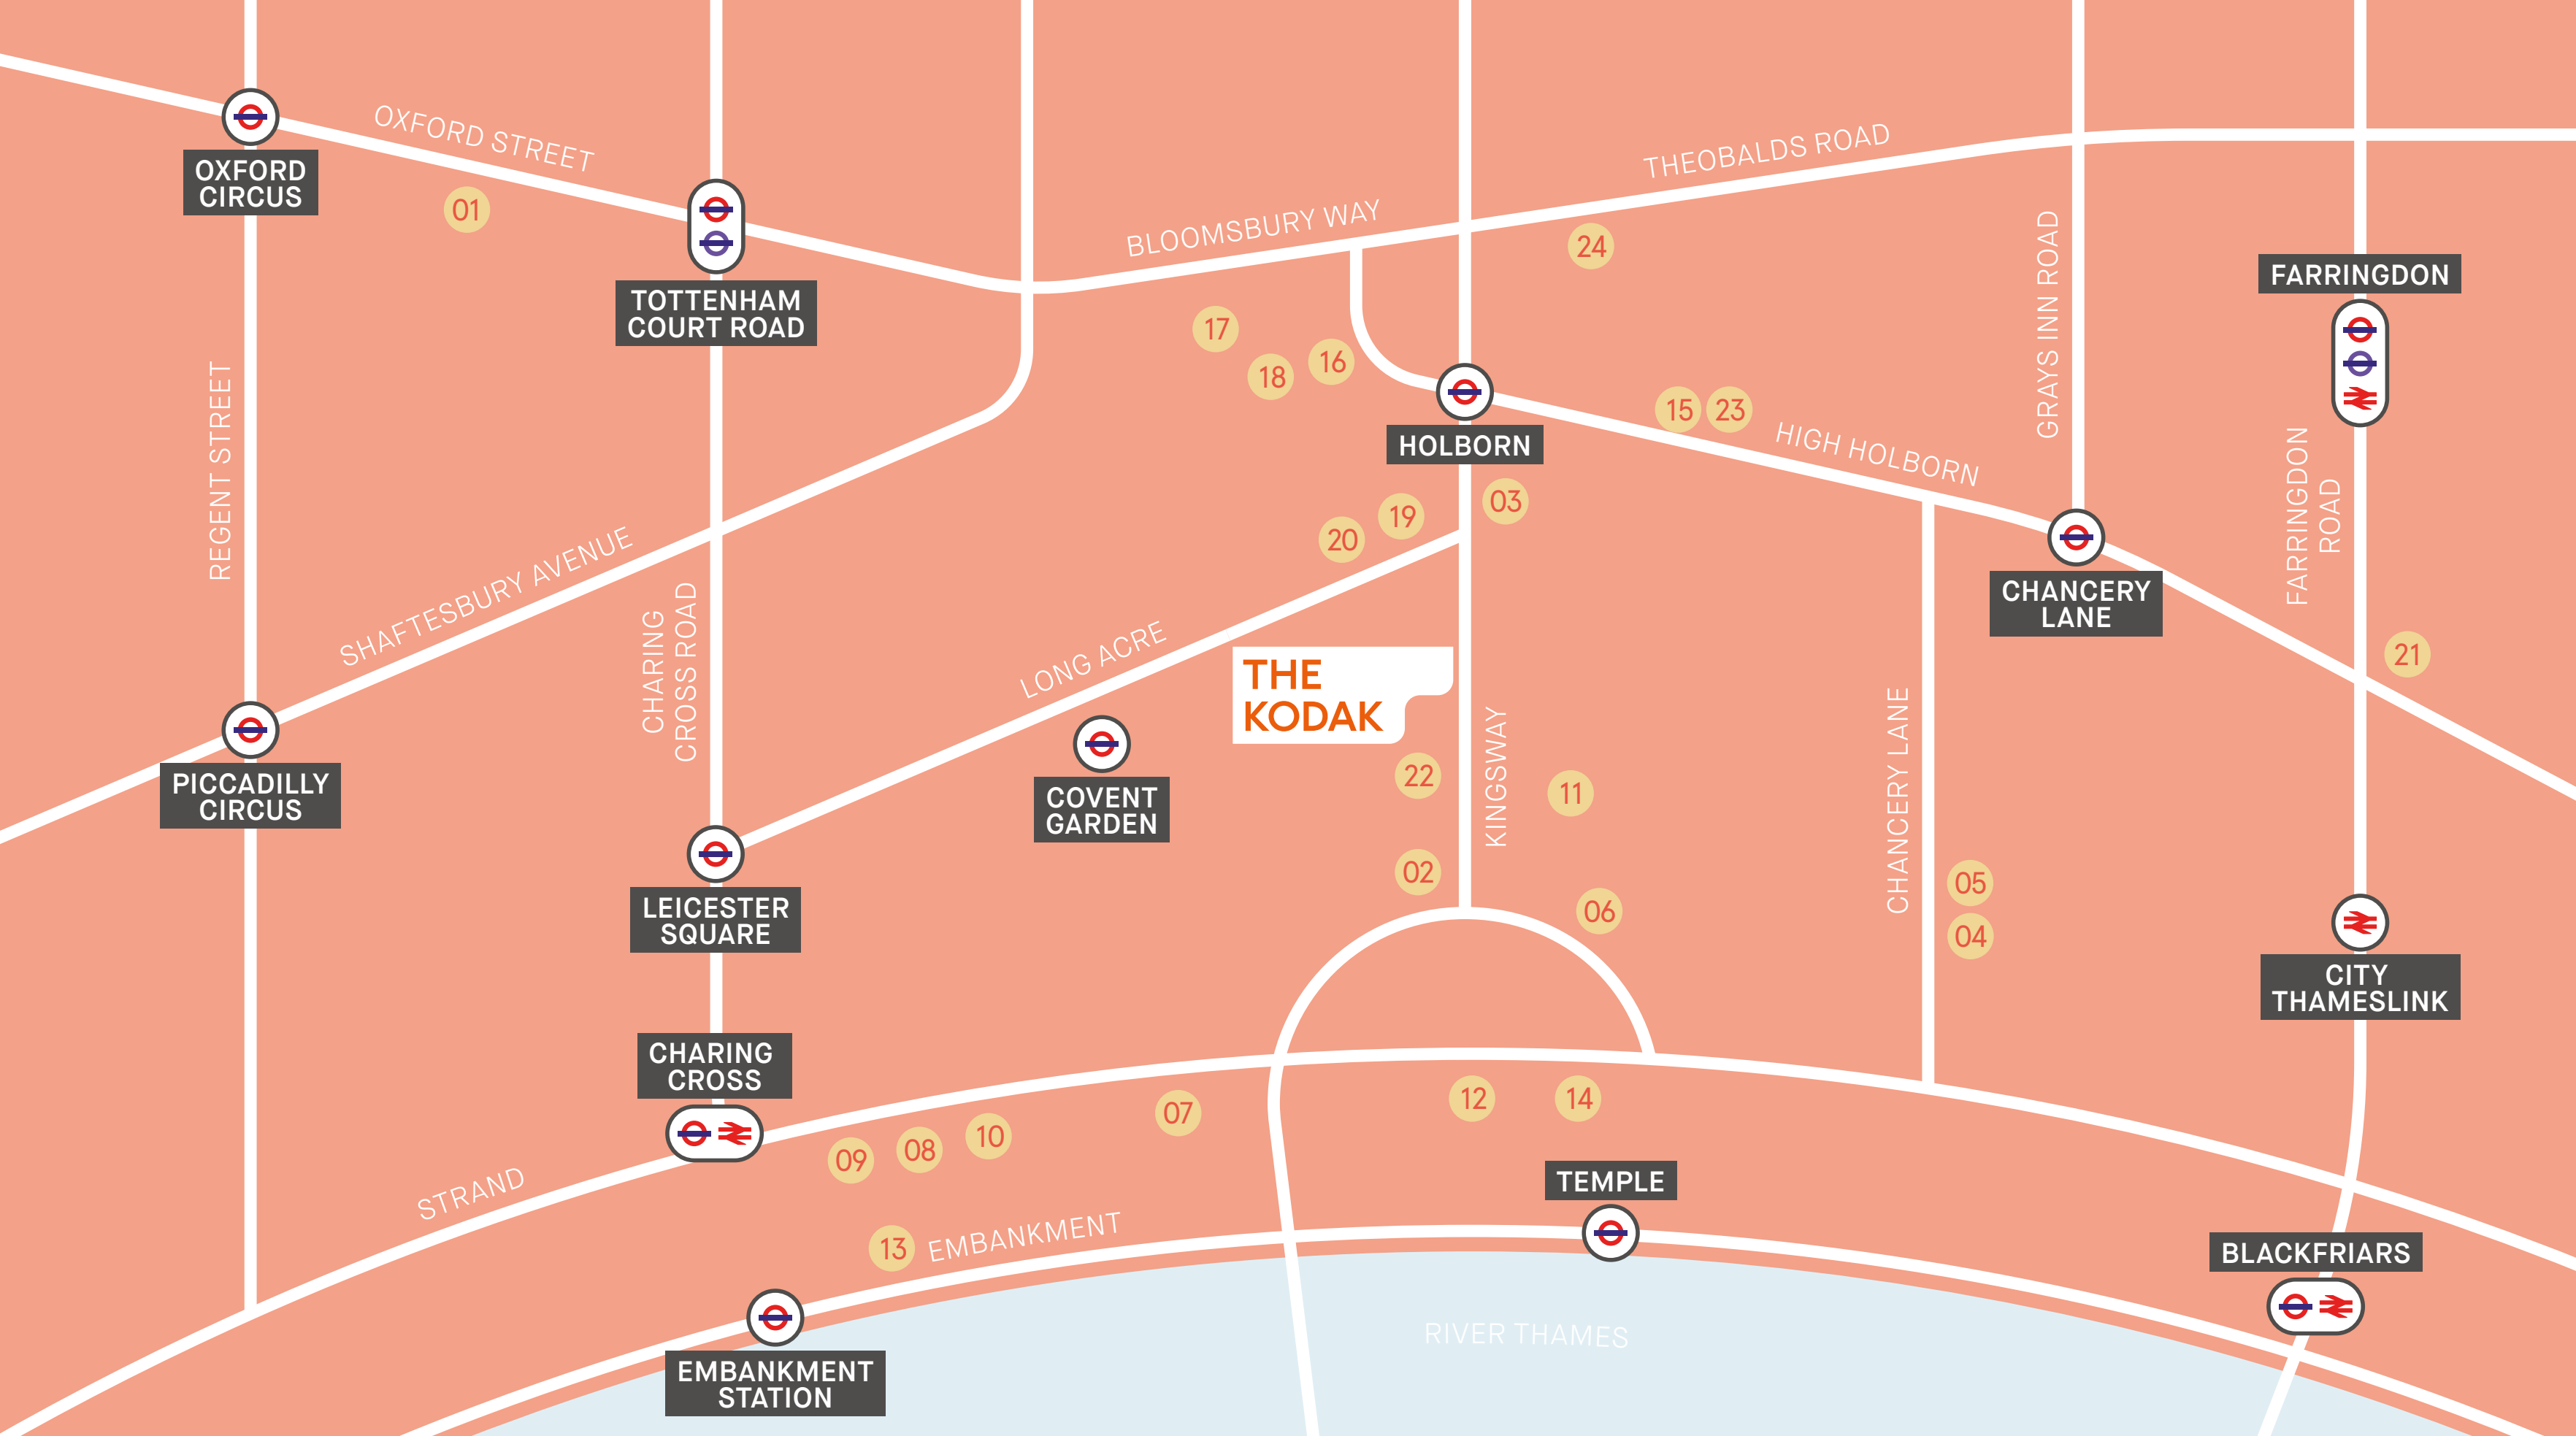 OXFORD STREET
THEOBALDS ROAD
OXFORD
CIRCUS
01
BLOOMSBURY WAY
24
TOTTENHAM
COURT ROAD
GRAYS INN ROAD
FARRINGDON
17
18
16
REGENT STREET
HOLBORN
15
23
HIGH HOLBORN
FARRINGDON
ROAD
03
19
20
SHAFTESBURY AVENUE
CHANCERY
LANE
CHARING
CROSS ROAD
LONG ACRE
THE
KODAK
21
PICCADILLY
CIRCUS
COVENT
GARDEN
22
KINGSWAY
11
CHANCERY LANE
02
05
06
04
LEICESTER
SQUARE
CITY
THAMESLINK
CHARING
CROSS
07
12
14
10
08
09
STRAND
TEMPLE
13
EMBANKMENT
BLACKFRIARS
RIVER THAMES
EMBANKMENT
STATION